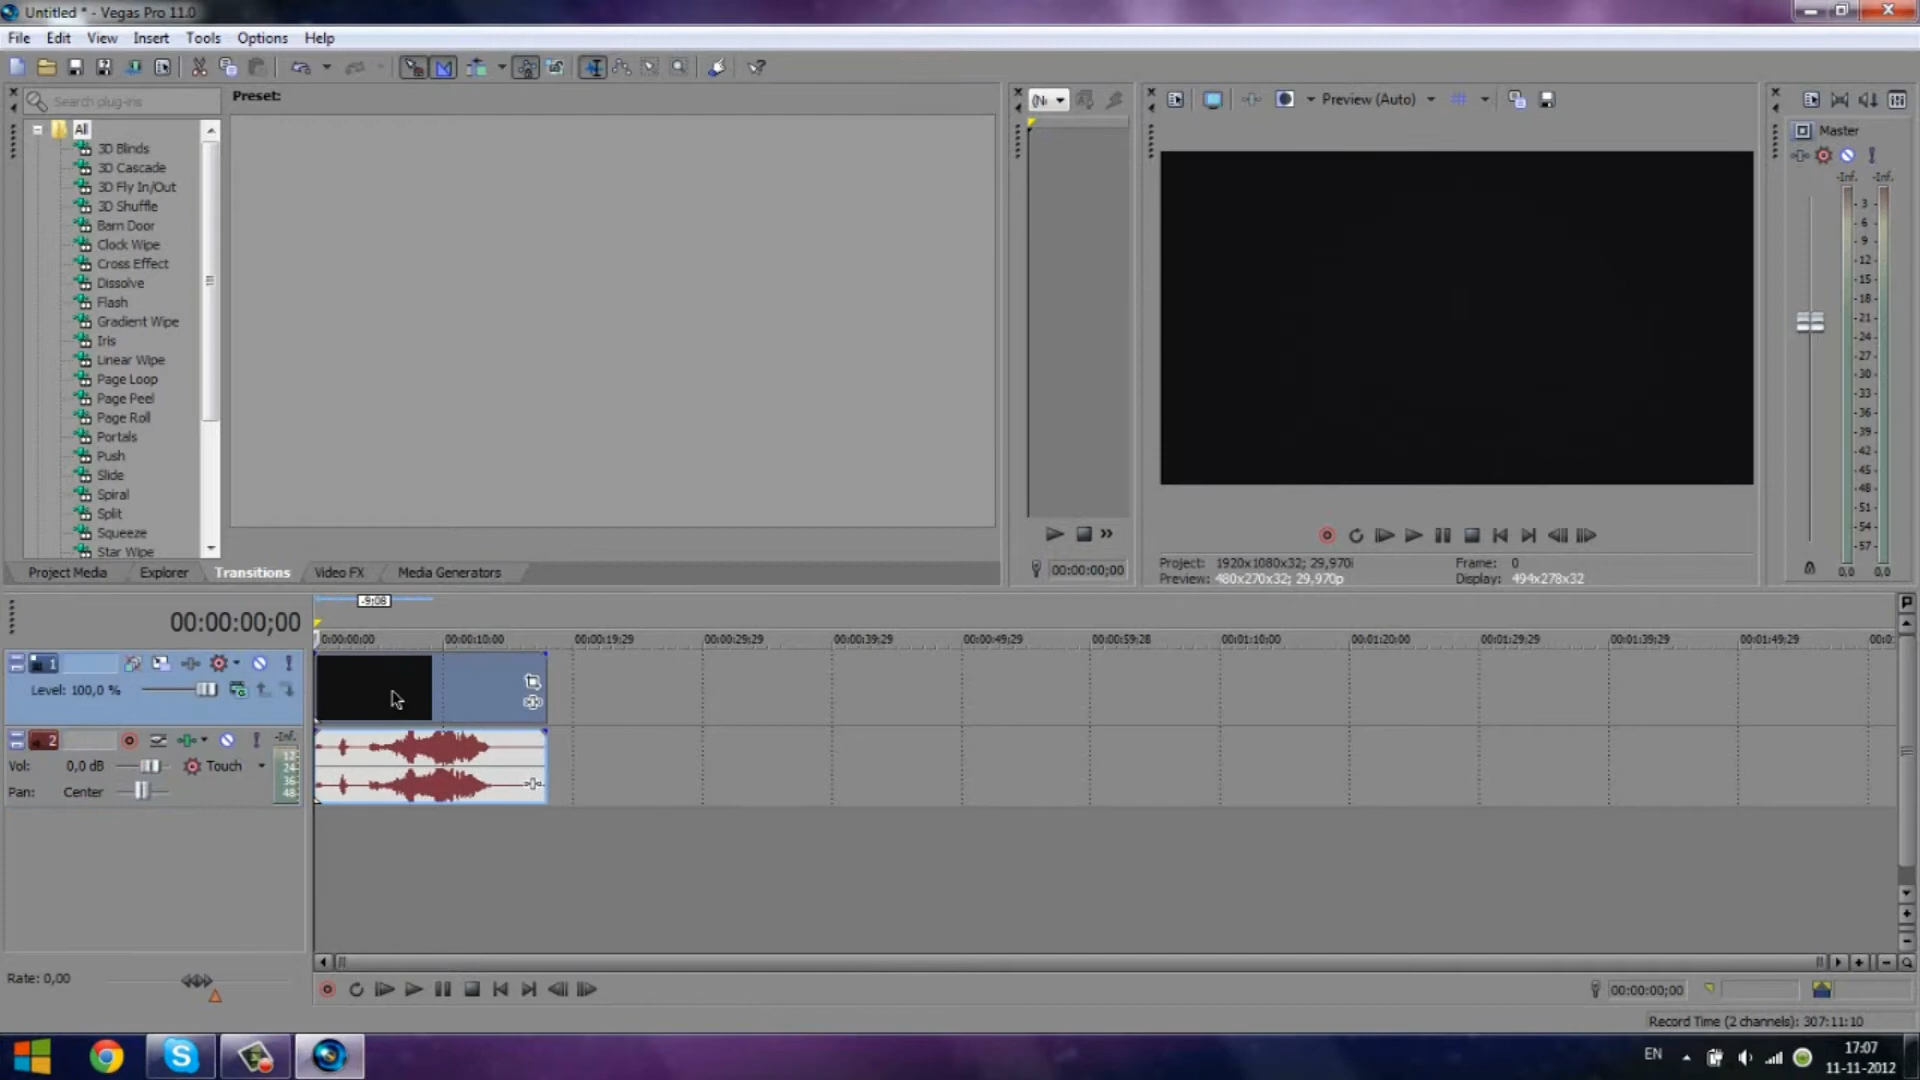 Untitled * - Vegas Pro 11.0
File Edit View Insert Tools Options Help
Search plug-ins
Preset:
All
3D Blinds
3D Cascade
3D Fly In/Out
3D Shuffle
Barn Door
Clock Wipe
Cross Effect
Dissolve
Flash
Gradient Wipe
Iris
Linear Wipe
Page Loop
Page Peel
Page Roll
Portals
Push
Slide
Spiral
Split
Squeeze
Star Wipe
Project Media Explorer Transitions Video FX Media Generators
00:00:00;00
Preview (Auto)
Project: 1920x1080x32; 29,970i
Preview: 480x270x32; 29,970p
Frame: 0
Display: 494x278x32
Master
-Inf. -Inf.
- 3
- 6
- 9
-12
-15
-18
-21
-24
-27
-30
-33
-36
-39
-42
-45
-48
-51
-54
-57
0,0 0,0
-9;08
00:00:00;00
0:00:00;00 00:00:10;00 00:00:19;29 00:00:29;29 00:00:39;29 00:00:49;29 00:00:59;28 00:01:10;00 00:01:20;00 00:01:29;29 00:01:39;29 00:01:49;29 00:0
1
Level: 100,0 %
2
-Inf.
Vol: 0,0 dB Touch
Pan: Center
12
24
36
48
Rate: 0,00
00:00:00;00
Record Time (2 channels): 307:11:10
EN
17:07
11-11-2012